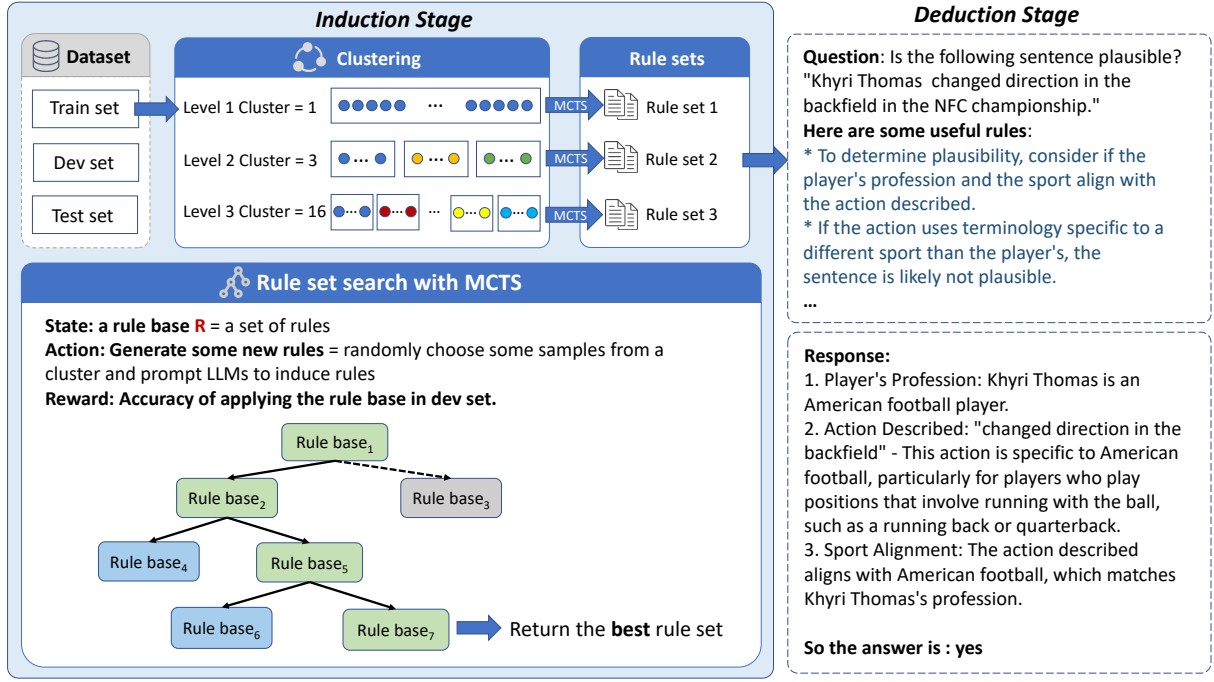 Induction Stage
Dataset
Train set
Dev set
Test set
Clustering
Level 1 Cluster = 1
...
MCTS
Level 2 Cluster = 3
... ... ...
MCTS
Level 3 Cluster = 16
... ... ... ... ...
MCTS
Rule sets
Rule set 1
Rule set 2
Rule set 3
Rule set search with MCTS
State: a rule base R = a set of rules
Action: Generate some new rules = randomly choose some samples from a
cluster and prompt LLMs to induce rules
Reward: Accuracy of applying the rule base in dev set.
Rule base1
Rule base2
Rule base3
Rule base4
Rule base5
Rule base6
Rule base7
Return the best rule set
Deduction Stage
Question: Is the following sentence plausible?
"Khyri Thomas changed direction in the
backfield in the NFC championship."
Here are some useful rules:
* To determine plausibility, consider if the
player's profession and the sport align with
the action described.
* If the action uses terminology specific to a
different sport than the player's, the
sentence is likely not plausible.
...
Response:
1. Player's Profession: Khyri Thomas is an
American football player.
2. Action Described: "changed direction in the
backfield" - This action is specific to American
football, particularly for players who play
positions that involve running with the ball,
such as a running back or quarterback.
3. Sport Alignment: The action described
aligns with American football, which matches
Khyri Thomas's profession.
So the answer is : yes